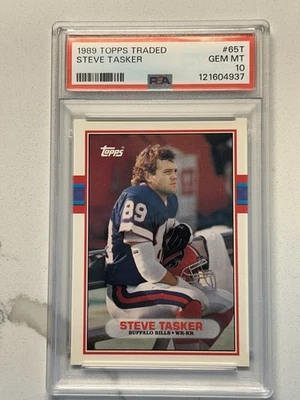 1989 TOPPS TRADED #65T
STEVE TASKER GEM MT
10
PSA 121604937
Topps
89
STEVE TASKER
BUFFALO BILLS • WR-KR